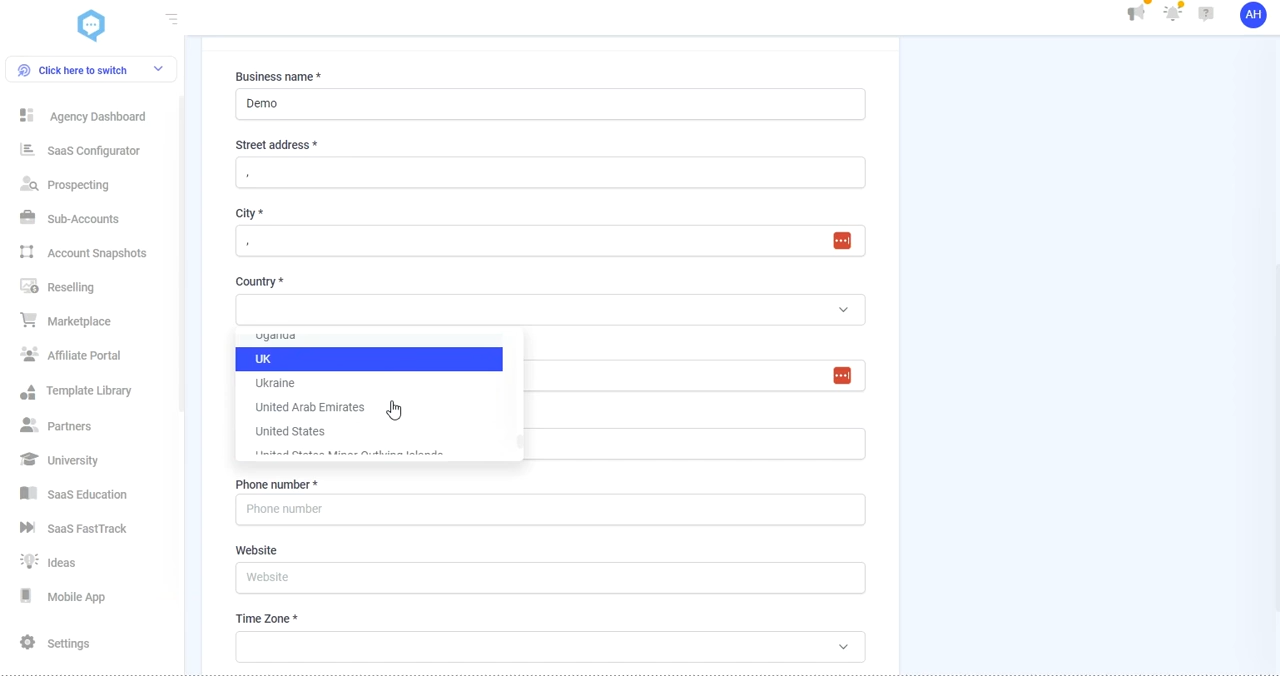 AH
Click here to switch
Agency Dashboard
SaaS Configurator
Prospecting
Sub-Accounts
Account Snapshots
Reselling
Marketplace
Affiliate Portal
Template Library
Partners
University
SaaS Education
SaaS FastTrack
Ideas
Mobile App
Settings
Business name *
Demo
Street address *
,
City *
,
Country *
Uganda
UK
Ukraine
United Arab Emirates
United States
United States Minor Outlying Islands
Phone number *
Phone number
Website
Website
Time Zone *